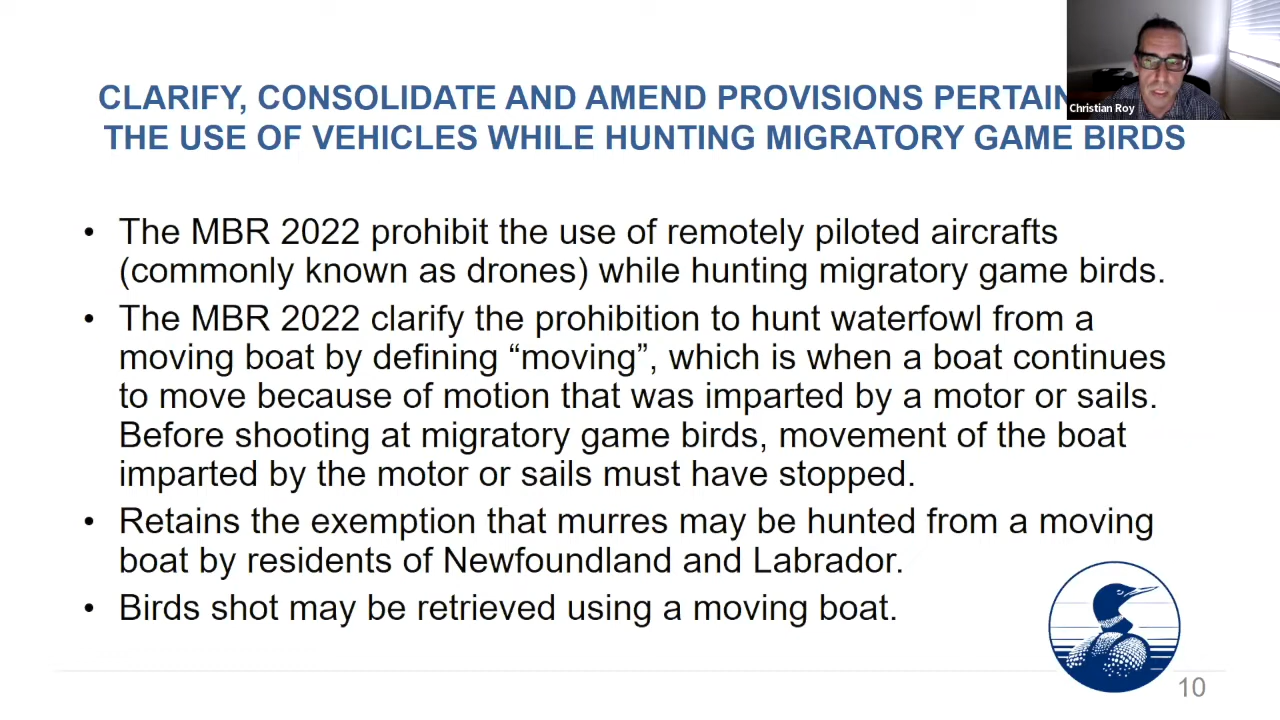 CLARIFY, CONSOLIDATE AND AMEND PROVISIONS
THE USE OF VEHICLES WHILE HUNTING MIGRATORY GAME BIRDS
Christian Roy
• The MBR 2022 prohibit the use of remotely piloted aircrafts
(commonly known as drones) while hunting migratory game birds.
• The MBR 2022 clarify the prohibition to hunt waterfowl from a
moving boat by defining “moving”, which is when a boat continues
to move because of motion that was imparted by a motor or sails.
Before shooting at migratory game birds, movement of the boat
imparted by the motor or sails must have stopped.
• Retains the exemption that murres may be hunted from a moving
boat by residents of Newfoundland and Labrador.
• Birds shot may be retrieved using a moving boat.
10